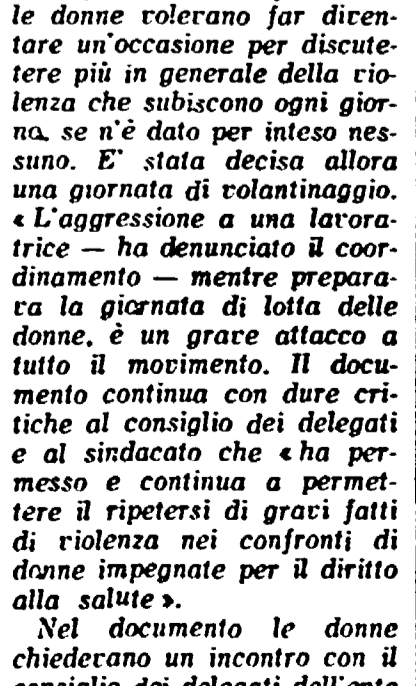 le donne volevano far diven-
tare un'occasione per discute-
tere più in generale della vio-
lenza che subiscono ogni gior-
no, se n'è dato per inteso nes-
suno. E' stata decisa allora
una giornata di volantinaggio.
« L'aggressione a una lavora-
trice — ha denunciato il coor-
dinamento — mentre prepara-
va la giornata di lotta delle
donne, è un grave attacco a
tutto il movimento. Il docu-
mento continua con dure cri-
tiche al consiglio dei delegati
e al sindacato che « ha per-
messo e continua a permet-
tere il ripetersi di gravi fatti
di violenza nei confronti di
donne impegnate per il diritto
alla salute ».
Nel documento le donne
chiedevano un incontro con il
consiglio dei delegati dell'ente